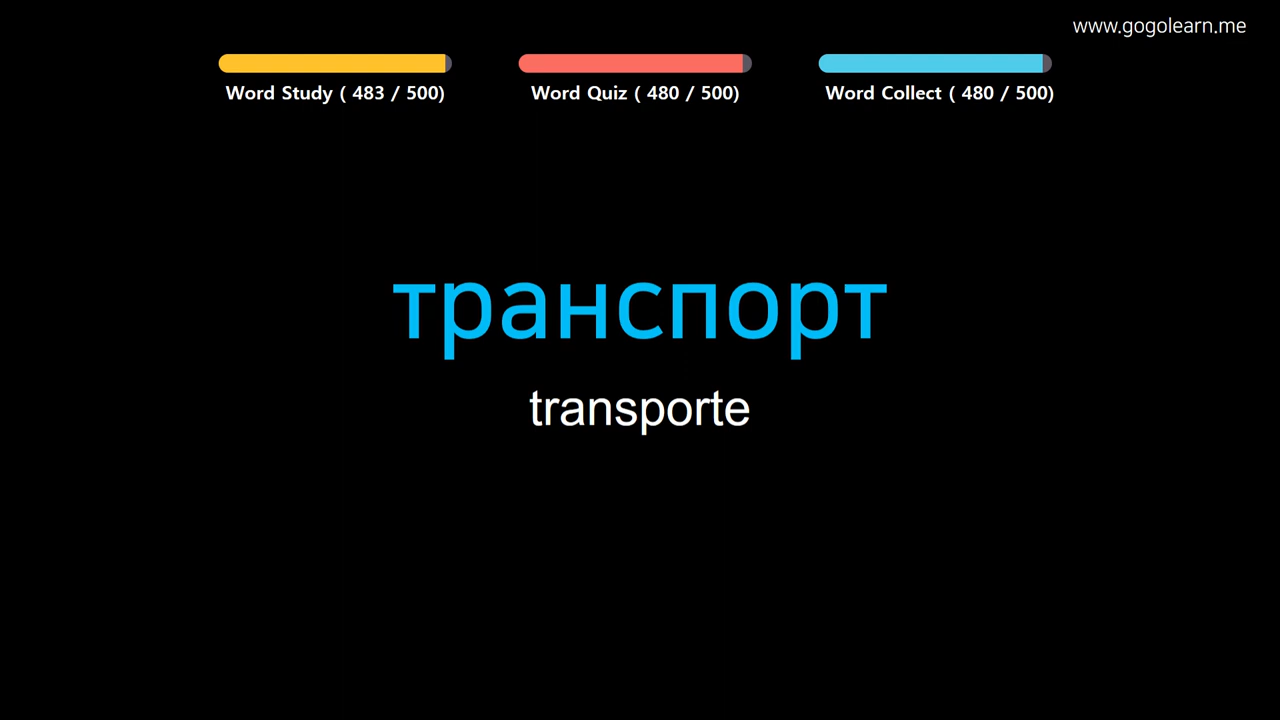 www.gogolearn.me
Word Study ( 483 / 500)
Word Quiz ( 480 / 500)
Word Collect ( 480 / 500)
транспорт
transporte